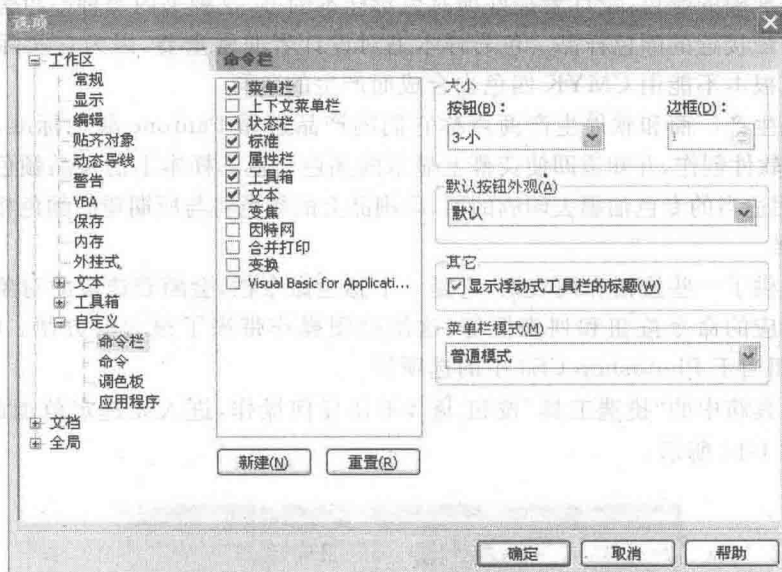 选项
工作区
常规
显示
编辑
贴齐对象
动态导线
警告
VBA
保存
内存
外挂式
文本
工具箱
自定义
命令栏
命令
调色板
应用程序
文档
全局
命令栏
菜单栏
上下文菜单栏
状态栏
标准
属性栏
工具箱
文本
变焦
因特网
合并打印
变换
Visual Basic for Applicati...
新建(N)
重置(R)
大小
按钮(B)：
边框(D)：
3-小
1
默认按钮外观(A)
默认
其它
显示浮动式工具栏的标题(W)
菜单栏模式(M)
普通模式
确定
取消
帮助